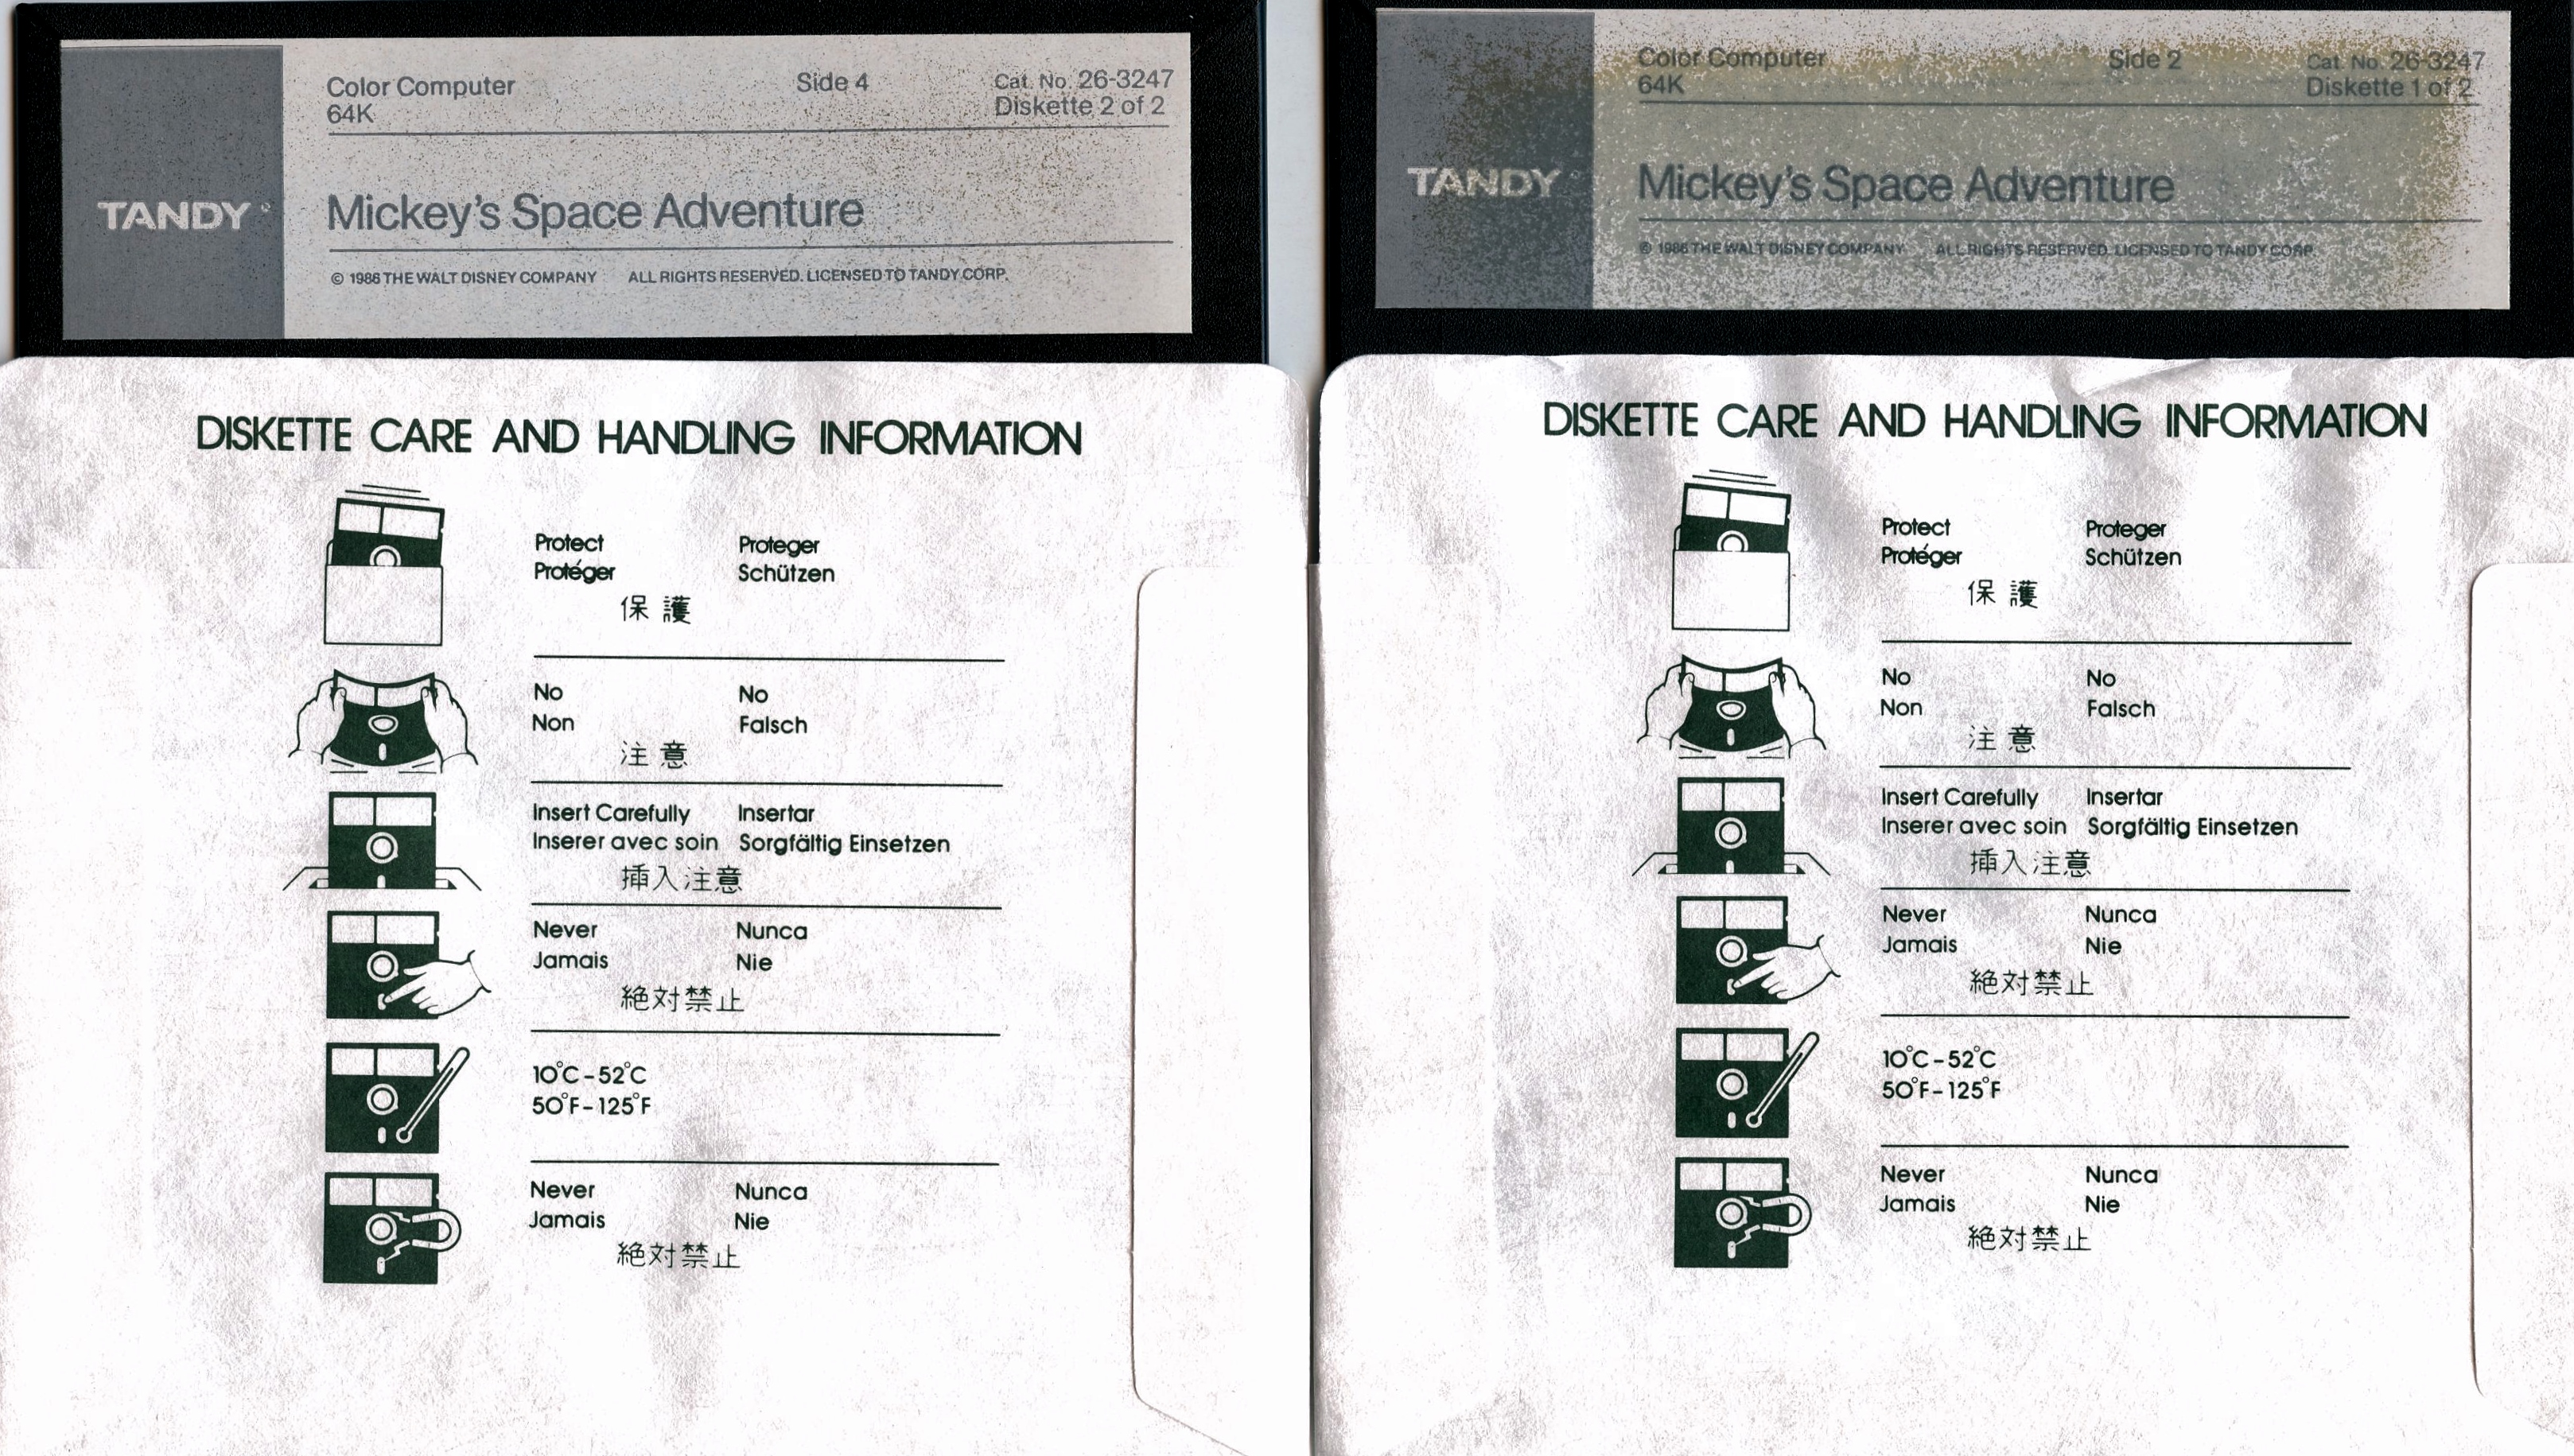 Color Computer
64K
Side 4
Cat. No. 26-3247
Diskette 2 of 2
TANDY®
Mickey's Space Adventure
© 1986 THE WALT DISNEY COMPANY ALL RIGHTS RESERVED. LICENSED TO TANDY CORP.
DISKETTE CARE AND HANDLING INFORMATION
Protect Proteger
Protéger Schützen
保護
No No
Non Falsch
注意
Insert Carefully Insertar
Inserer avec soin Sorgfältig Einsetzen
挿入注意
Never Nunca
Jamais Nie
絶対禁止
10°C-52°C
50°F-125°F
Never Nunca
Jamais Nie
絶対禁止
Color Computer
64K
Side 2
Cat. No. 26-3247
Diskette 1 of 2
TANDY®
Mickey's Space Adventure
© 1986 THE WALT DISNEY COMPANY ALL RIGHTS RESERVED. LICENSED TO TANDY CORP.
DISKETTE CARE AND HANDLING INFORMATION
Protect Proteger
Protéger Schützen
保護
No No
Non Falsch
注意
Insert Carefully Insertar
Inserer avec soin Sorgfältig Einsetzen
挿入注意
Never Nunca
Jamais Nie
絶対禁止
10°C-52°C
50°F-125°F
Never Nunca
Jamais Nie
絶対禁止